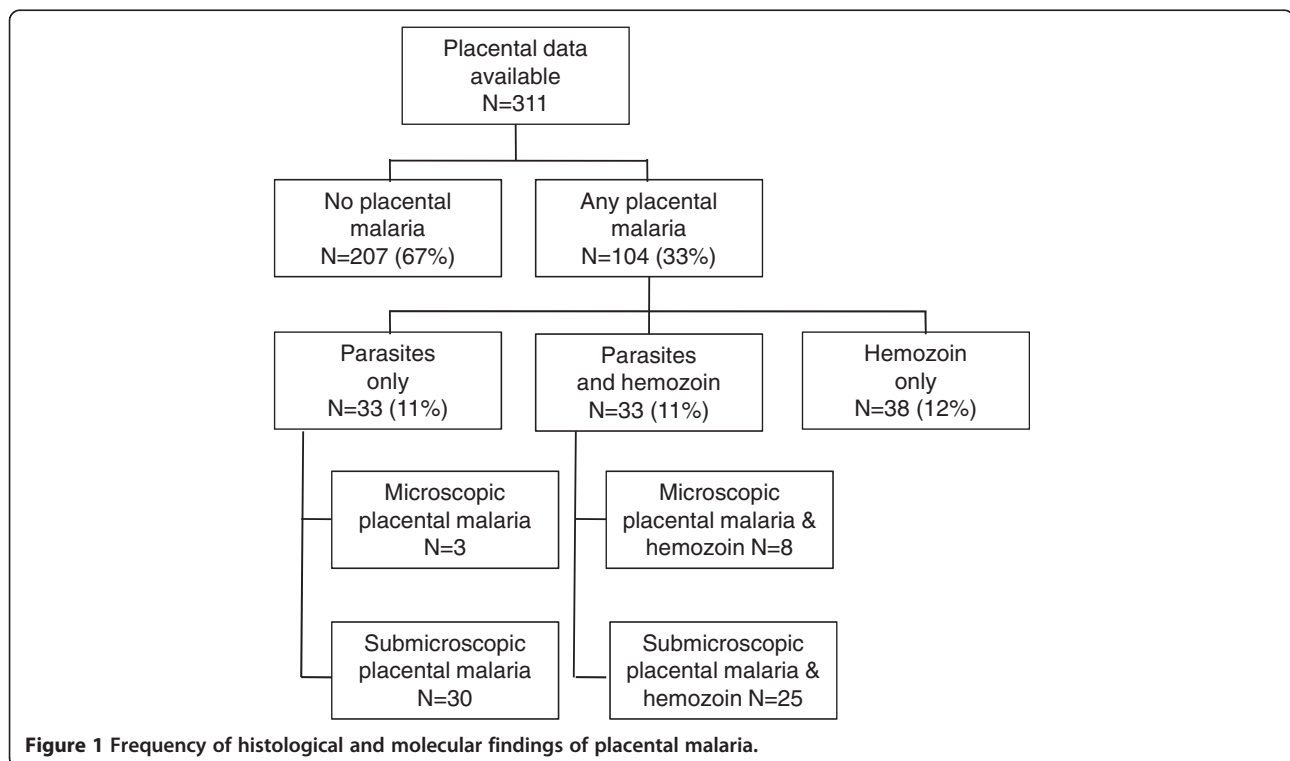 Placental data
available
N=311
No placental
malaria
N=207 (67%)
Any placental
malaria
N=104 (33%)
Parasites
only
N=33 (11%)
Parasites
and hemozoin
N=33 (11%)
Hemozoin
only
N=38 (12%)
Microscopic
placental malaria
N=3
Microscopic
placental malaria &
hemozoin N=8
Submicroscopic
placental malaria
N=30
Submicroscopic
placental malaria &
hemozoin N=25
Figure 1 Frequency of histological and molecular findings of placental malaria.